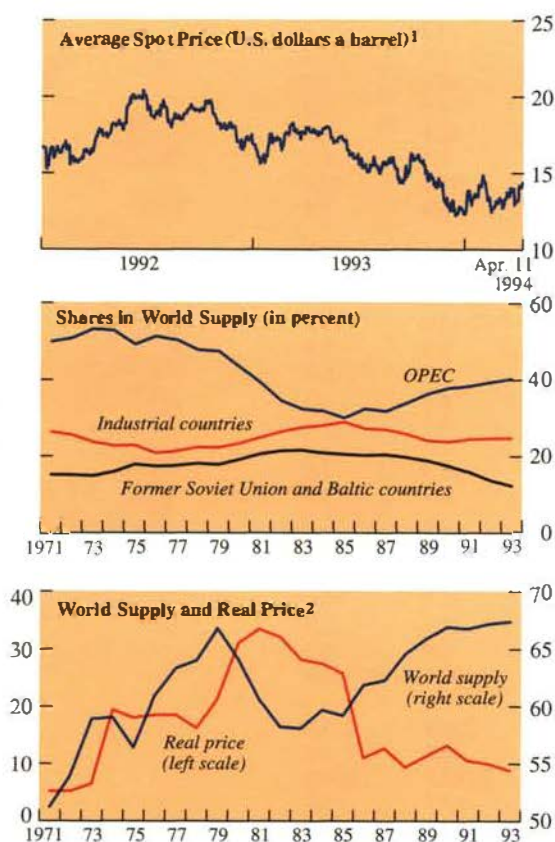 Average Spot Price (U.S. dollars a barrel)1
25
20
15
10
1992 1993 Apr. 11
1994
Shares in World Supply (in percent)
60
OPEC
40
Industrial countries
20
Former Soviet Union and Baltic countries
0
1971 73 75 77 79 81 83 85 87 89 91 93
40 70
World Supply and Real Price2
30 65
World supply
(right scale)
20 60
Real price
(left scale)
10 55
0 50
1971 73 75 77 79 81 83 85 87 89 91 93